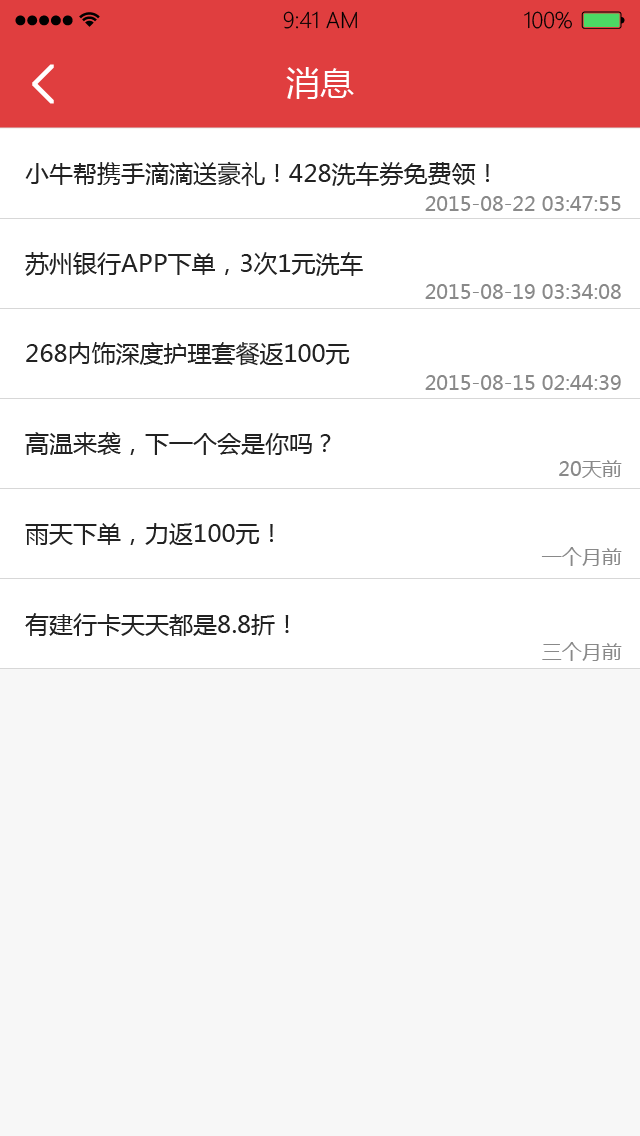 9:41 AM
100%
消息
小牛帮携手滴滴送豪礼！428洗车券免费领！
2015-08-22 03:47:55
苏州银行APP下单，3次1元洗车
2015-08-19 03:34:08
268内饰深度护理套餐返100元
2015-08-15 02:44:39
高温来袭，下一个会是你吗？
20天前
雨天下单，力返100元！
一个月前
有建行卡天天都是8.8折！
三个月前